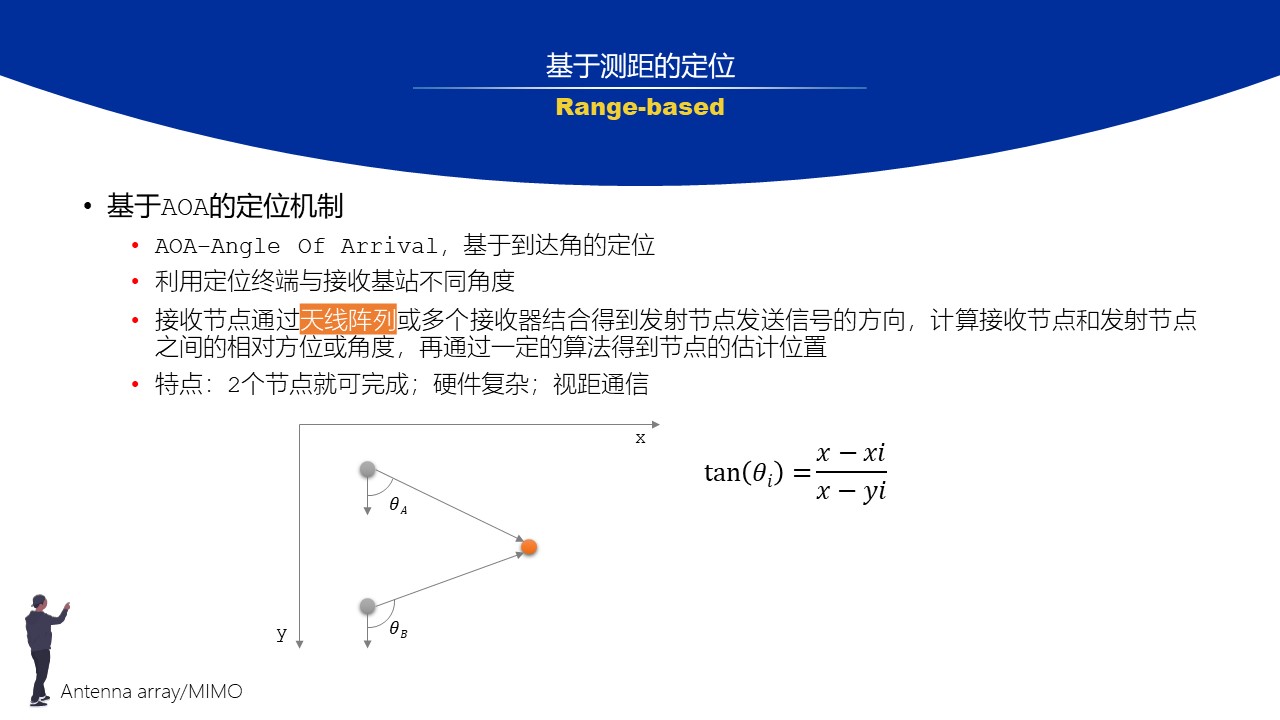 基于测距的定位
Range-based
• 基于AOA的定位机制
• AOA–Angle Of Arrival，基于到达角的定位
• 利用定位终端与接收基站不同角度
• 接收节点通过天线阵列或多个接收器结合得到发射节点发送信号的方向，计算接收节点和发射节点
之间的相对方位或角度，再通过一定的算法得到节点的估计位置
• 特点：2个节点就可完成；硬件复杂；视距通信
x
tan(θᵢ) = (x − xi)/(x − yi)
θA
θB
y
Antenna array/MIMO